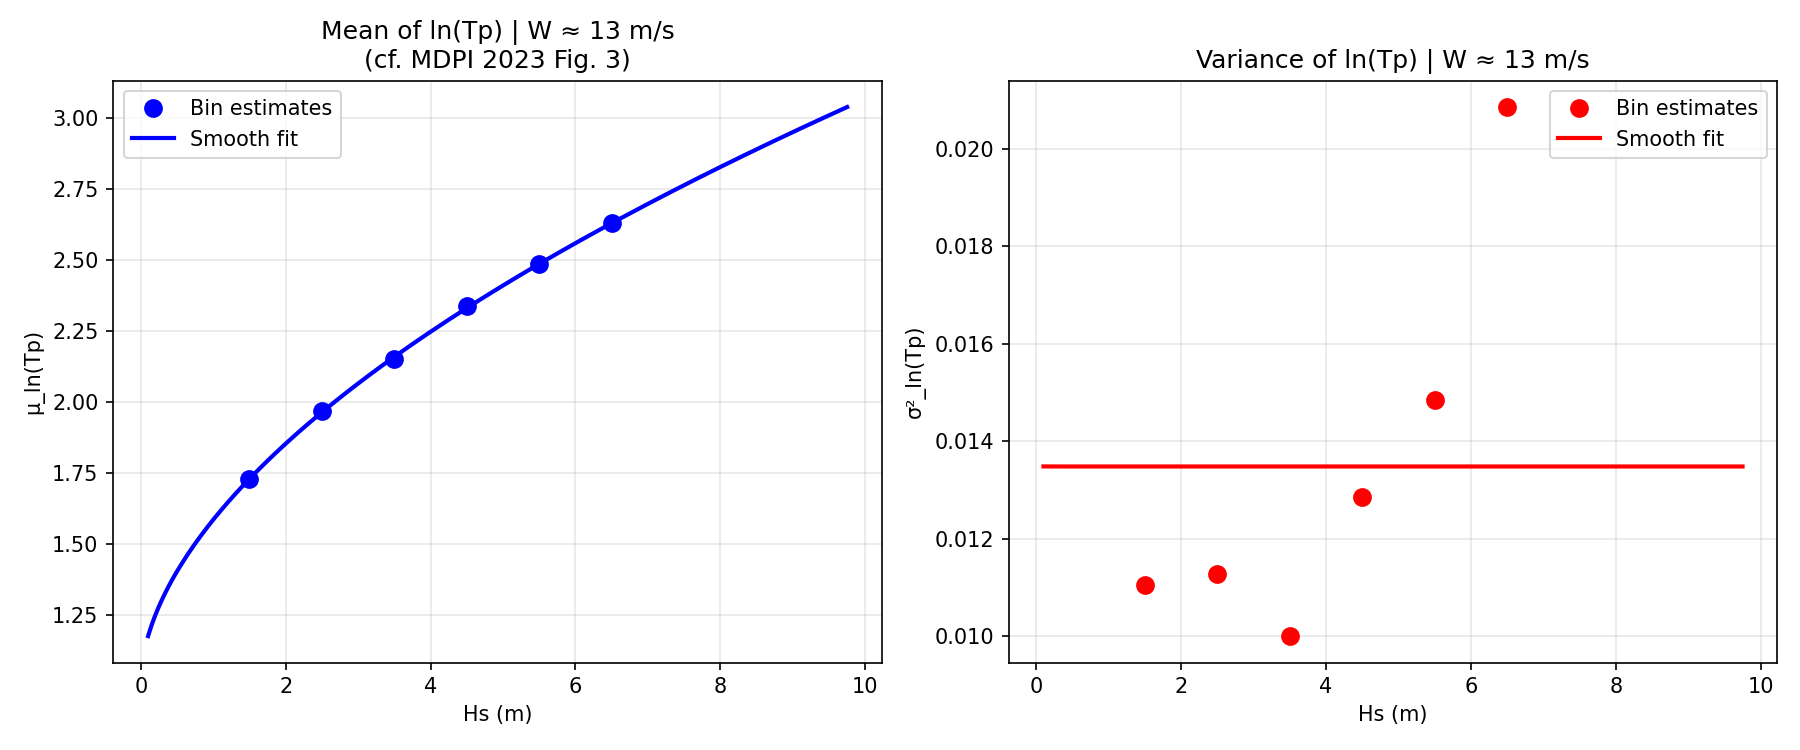 Mean of ln(Tp) | W ≈ 13 m/s
(cf. MDPI 2023 Fig. 3)
Bin estimates
Smooth fit
3.00
2.75
2.50
2.25
2.00
1.75
1.50
1.25
μ_ln(Tp)
0 2 4 6 8 10
Hs (m)
Variance of ln(Tp) | W ≈ 13 m/s
Bin estimates
Smooth fit
0.020
0.018
0.016
0.014
0.012
0.010
σ²_ln(Tp)
0 2 4 6 8 10
Hs (m)